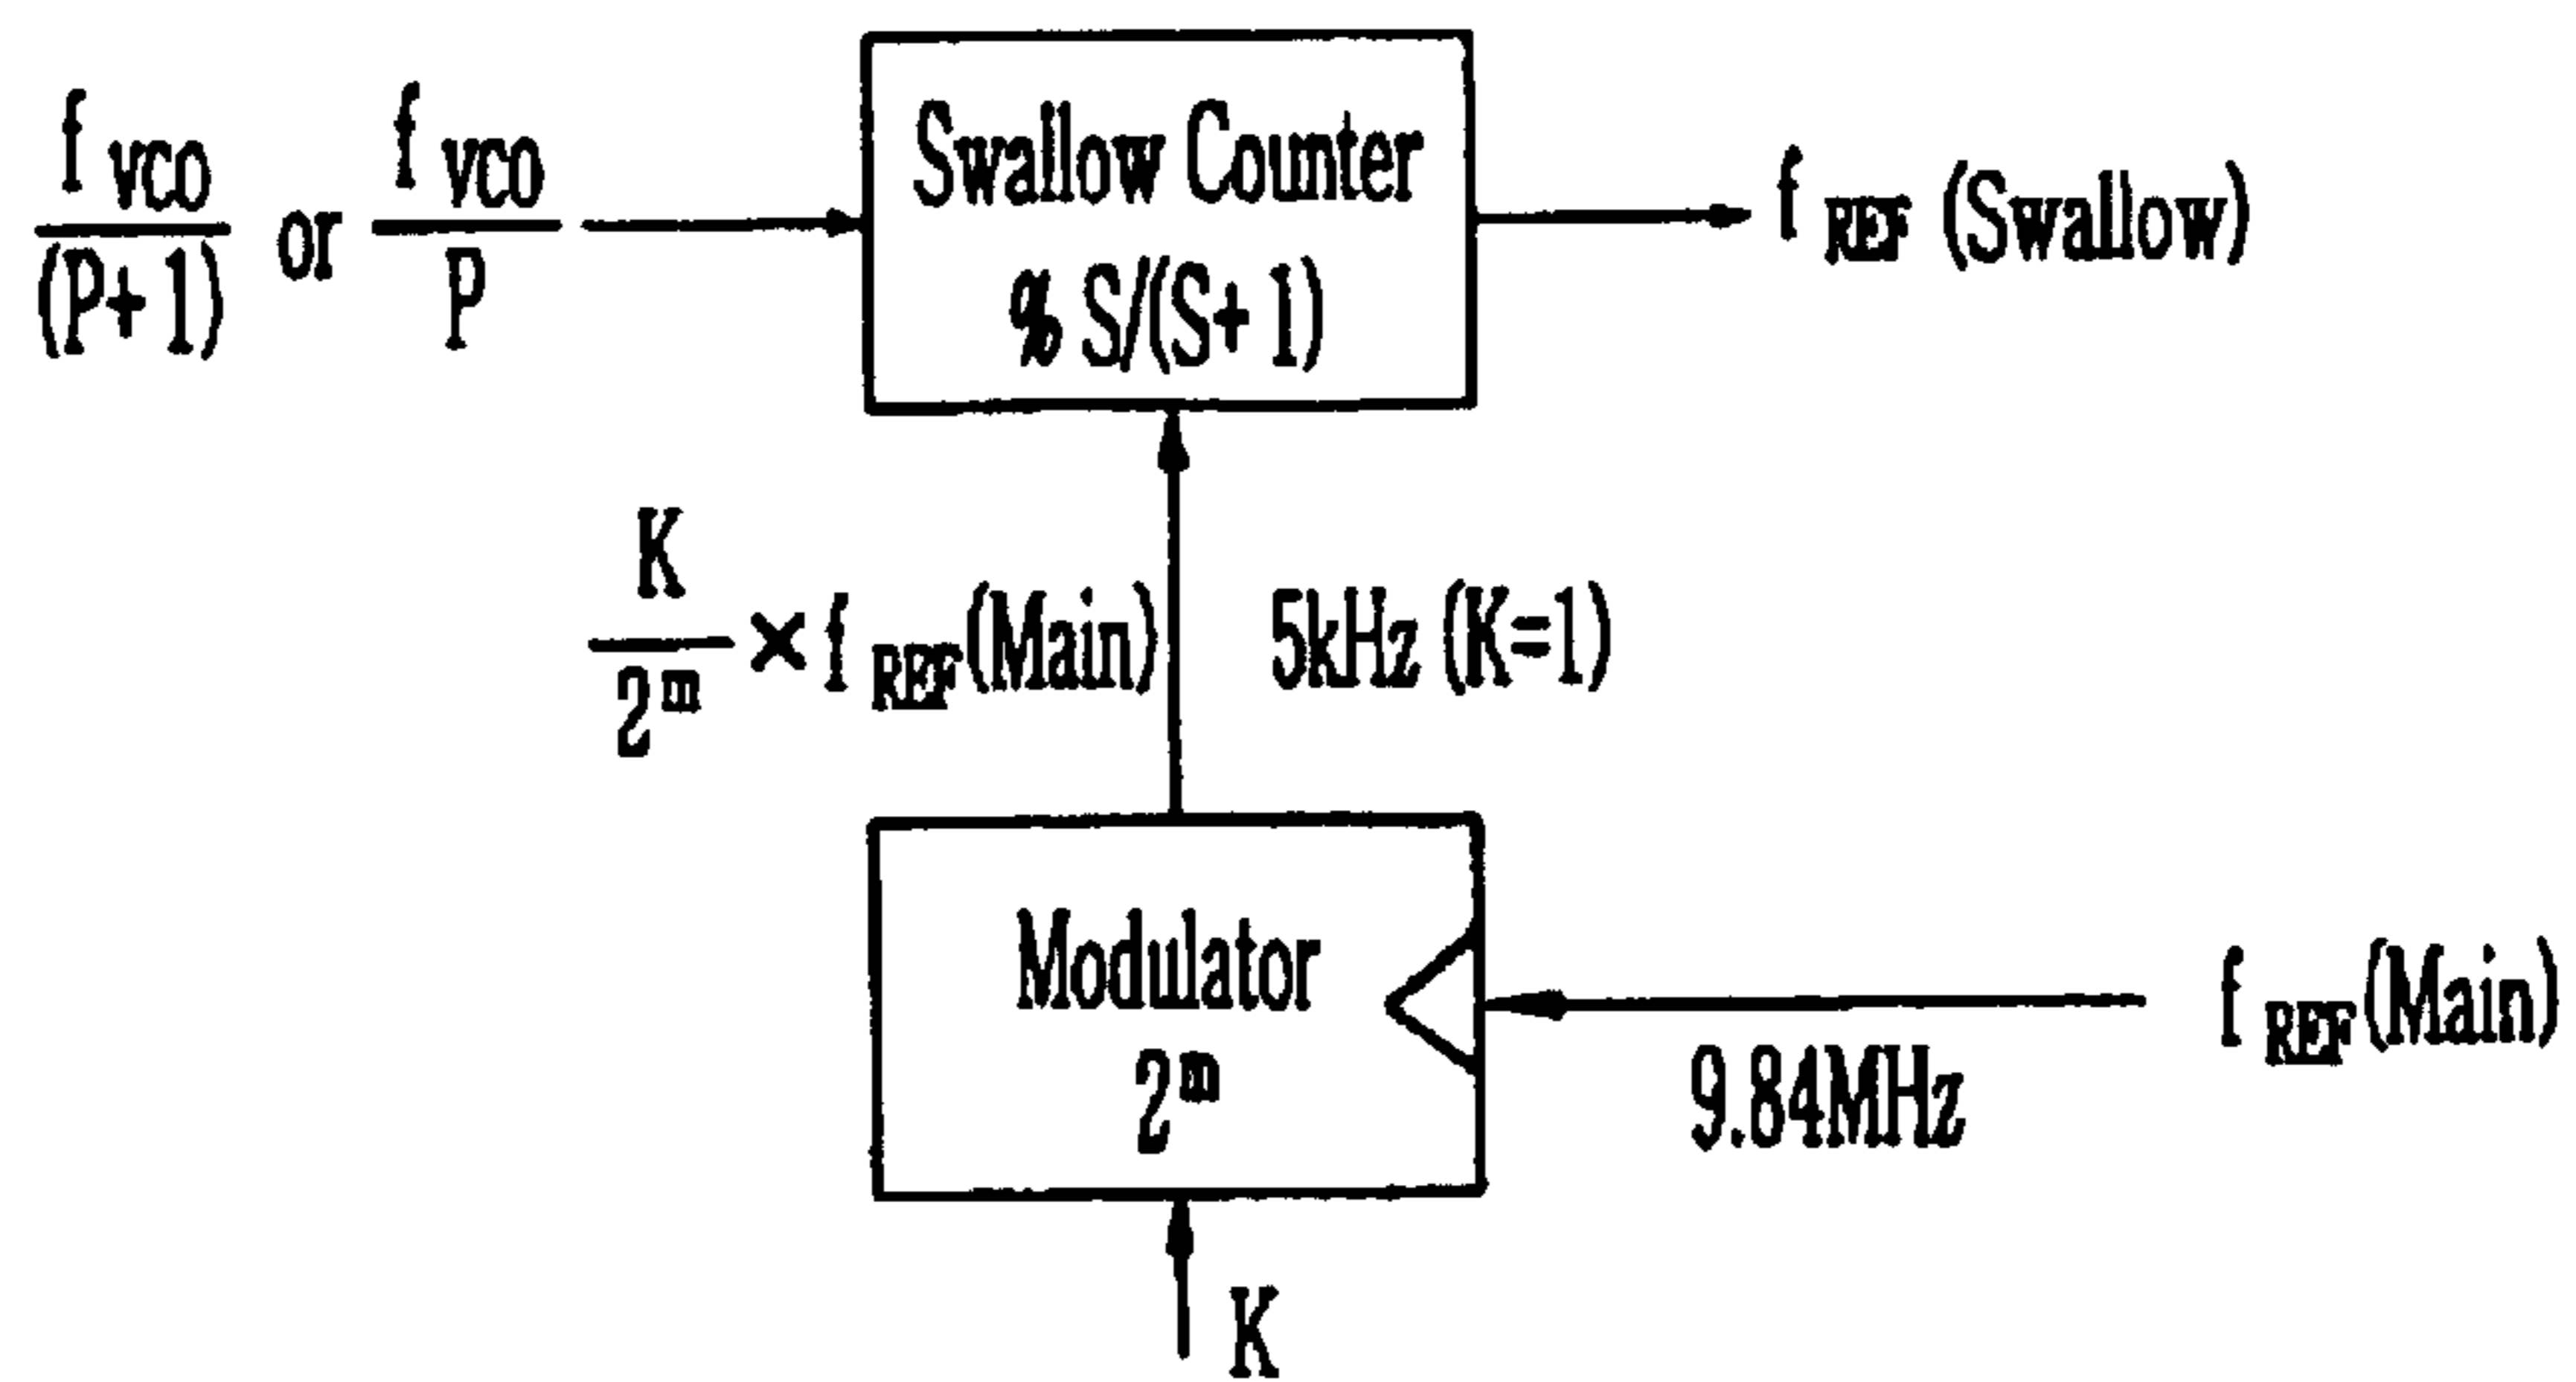 f VCO / (P+1) or f VCO / P
Swallow Counter
% S/(S+1)
f REF (Swallow)
K / 2^m × f REF (Main)
5kHz (K=1)
Modulator
2^m
f REF (Main)
9.84MHz
K